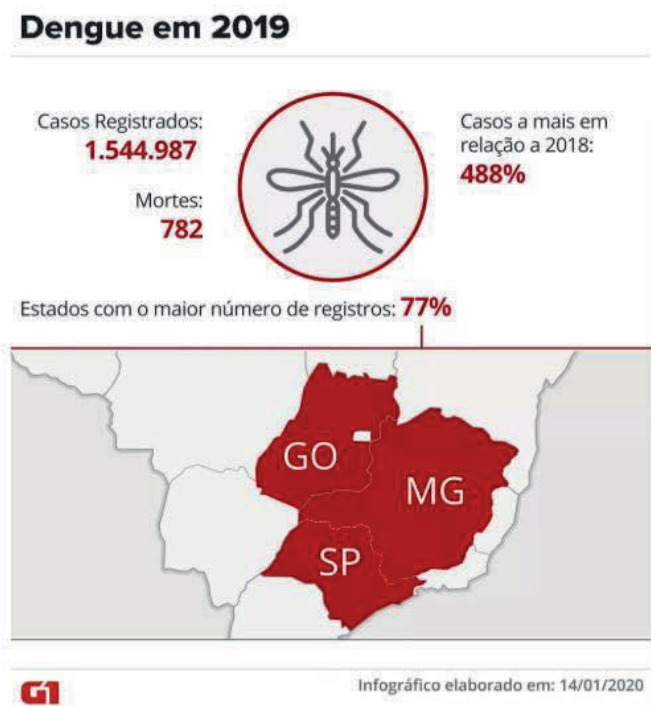 Dengue em 2019
Casos Registrados:
1.544.987
Mortes:
782
Casos a mais em
relação a 2018:
488%
Estados com o maior número de registros: 77%
GO
MG
SP
G1
Infográfico elaborado em: 14/01/2020